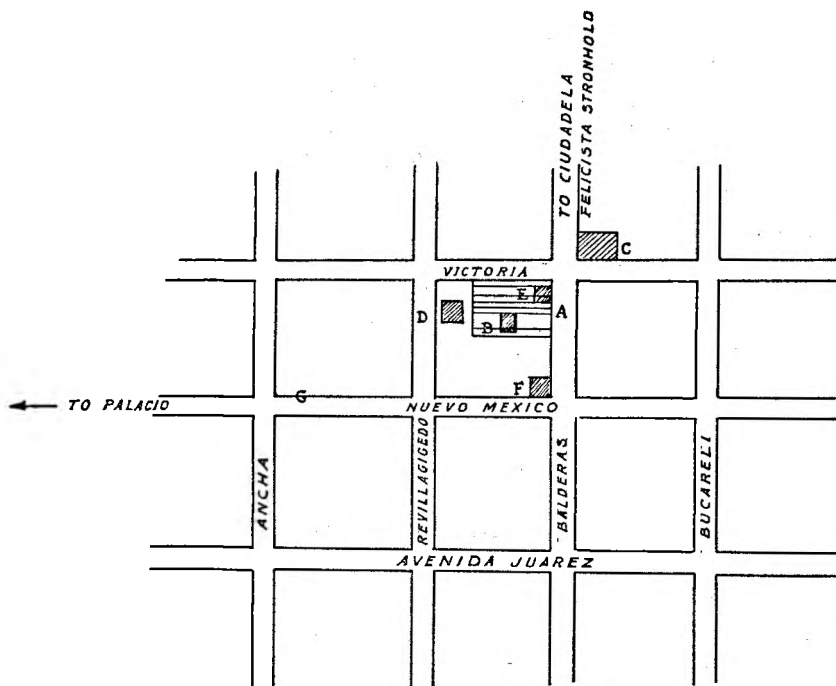 TO CIUDADELA
FELICISTA STRONHOLD
C
VICTORIA
E
D
B
A
F
G
TO PALACIO
NUEVO MEXICO
ANCHA
REVILLAGIGEDO
BALDERAS
BUCARELI
AVENIDA JUAREZ